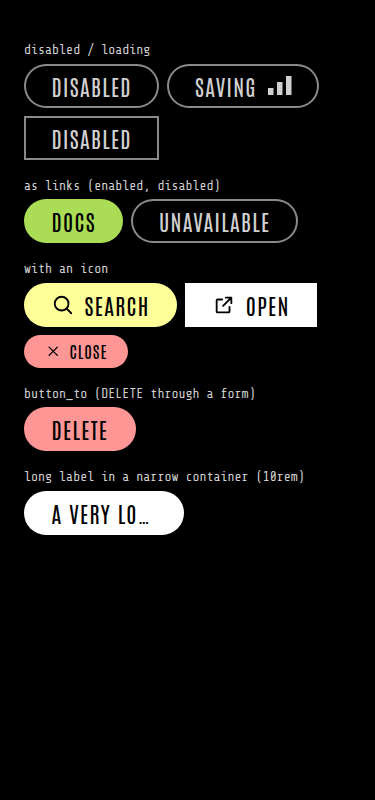 disabled / loading
DISABLED SAVING
DISABLED
as links (enabled, disabled)
DOCS UNAVAILABLE
with an icon
SEARCH OPEN
CLOSE
button_to (DELETE through a form)
DELETE
long label in a narrow container (10rem)
A VERY LO…